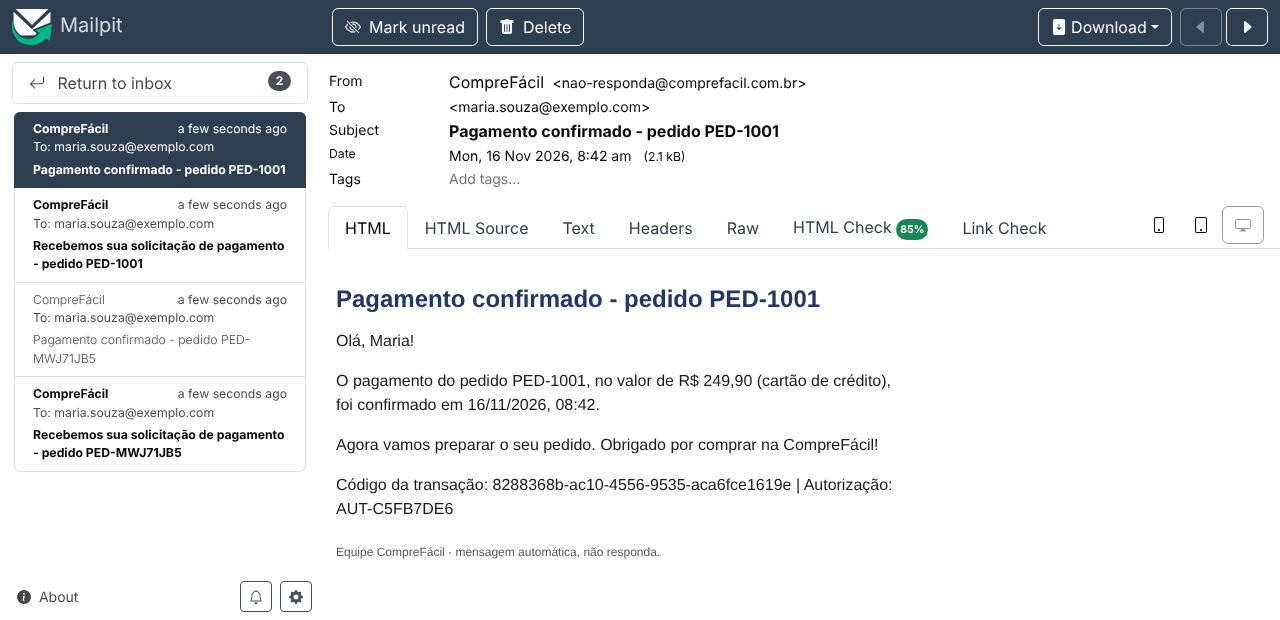 Mailpit
Mark unread
Delete
Download
Return to inbox
2
CompreFácil a few seconds ago
To: maria.souza@exemplo.com
Pagamento confirmado - pedido PED-1001
CompreFácil a few seconds ago
To: maria.souza@exemplo.com
Recebemos sua solicitação de pagamento
- pedido PED-1001
CompreFácil a few seconds ago
To: maria.souza@exemplo.com
Pagamento confirmado - pedido PED-
MWJ71JB5
CompreFácil a few seconds ago
To: maria.souza@exemplo.com
Recebemos sua solicitação de pagamento
- pedido PED-MWJ71JB5
About
From CompreFácil <nao-responda@comprefacil.com.br>
To <maria.souza@exemplo.com>
Subject Pagamento confirmado - pedido PED-1001
Date Mon, 16 Nov 2026, 8:42 am (2.1 kB)
Tags Add tags...
HTML HTML Source Text Headers Raw HTML Check 85% Link Check
Pagamento confirmado - pedido PED-1001
Olá, Maria!
O pagamento do pedido PED-1001, no valor de R$ 249,90 (cartão de crédito),
foi confirmado em 16/11/2026, 08:42.
Agora vamos preparar o seu pedido. Obrigado por comprar na CompreFácil!
Código da transação: 8288368b-ac10-4556-9535-aca6fce1619e | Autorização:
AUT-C5FB7DE6
Equipe CompreFácil · mensagem automática, não responda.